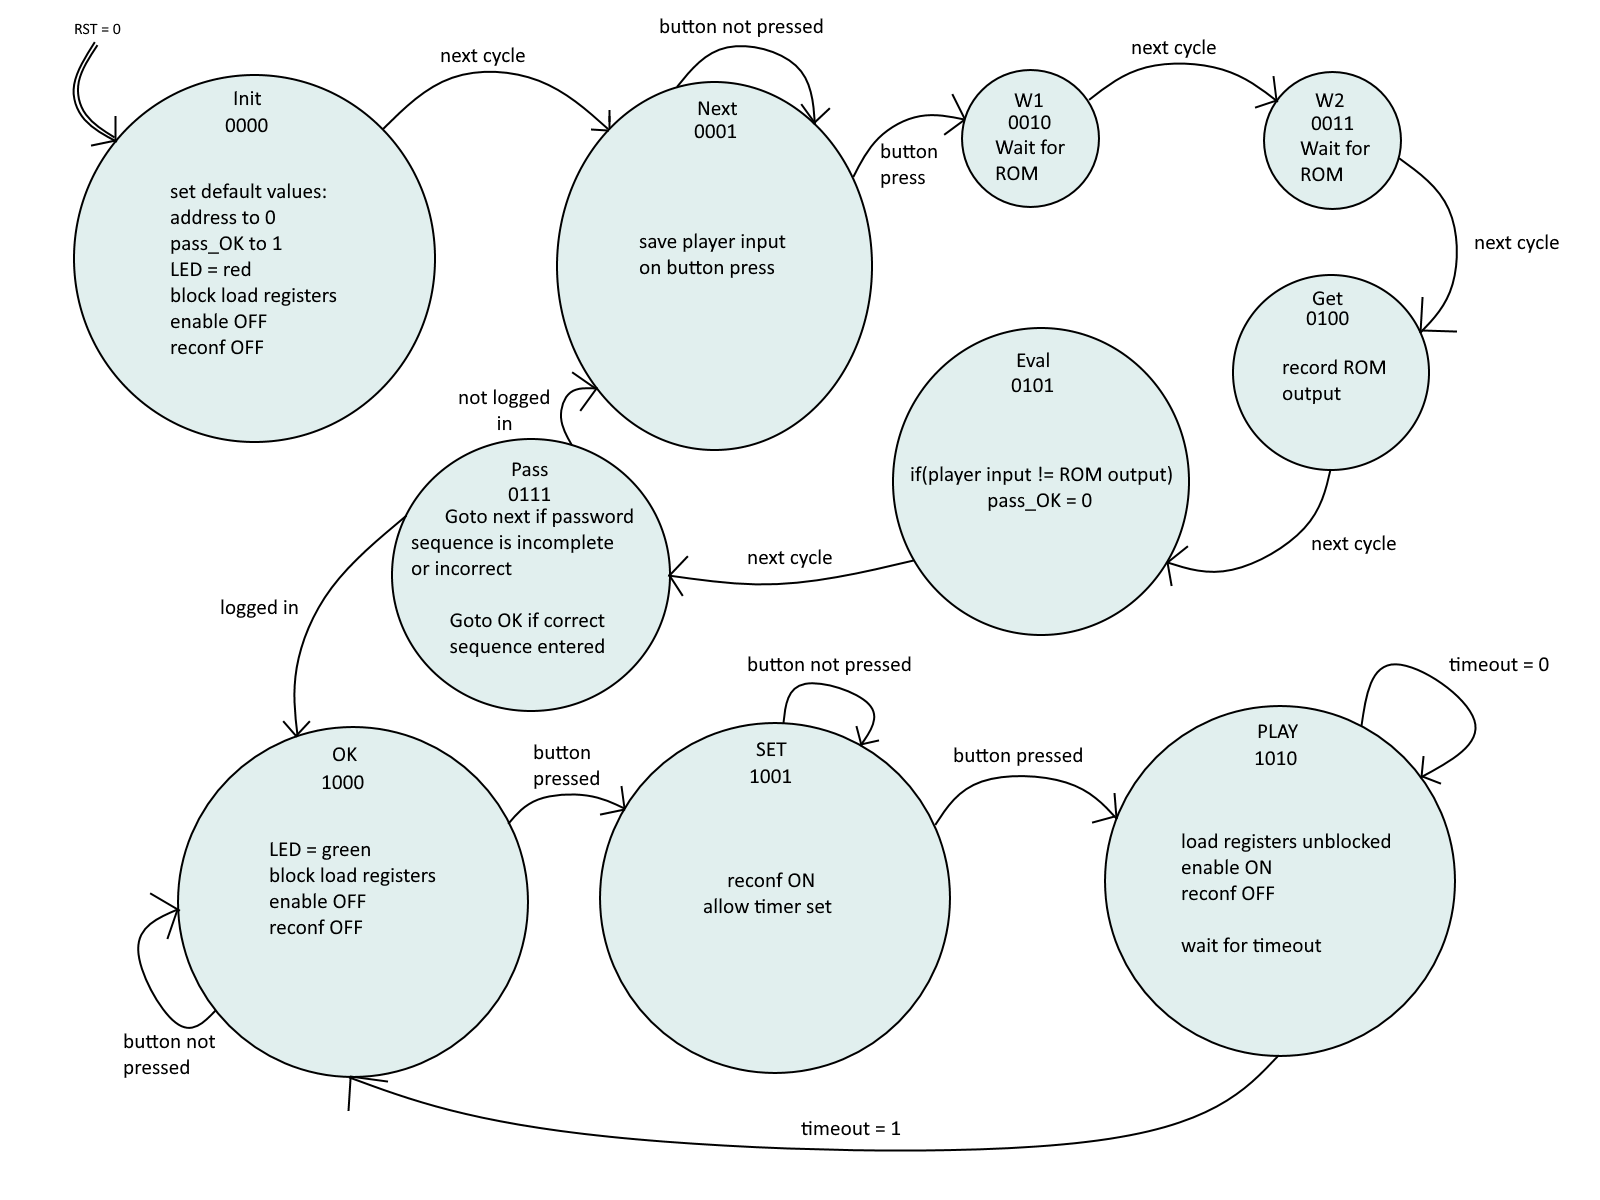 RST = 0
Init
0000
set default values:
address to 0
pass_OK to 1
LED = red
block load registers
enable OFF
reconf OFF
next cycle
button not pressed
Next
0001
save player input
on button press
button
press
W1
0010
Wait for
ROM
next cycle
W2
0011
Wait for
ROM
next cycle
Get
0100
record ROM
output
next cycle
Eval
0101
if(player input != ROM output)
pass_OK = 0
next cycle
Pass
0111
Goto next if password
sequence is incomplete
or incorrect
Goto OK if correct
sequence entered
not logged
in
logged in
OK
1000
LED = green
block load registers
enable OFF
reconf OFF
button not
pressed
button
pressed
button not pressed
SET
1001
reconf ON
allow timer set
button pressed
timeout = 0
PLAY
1010
load registers unblocked
enable ON
reconf OFF
wait for timeout
timeout = 1